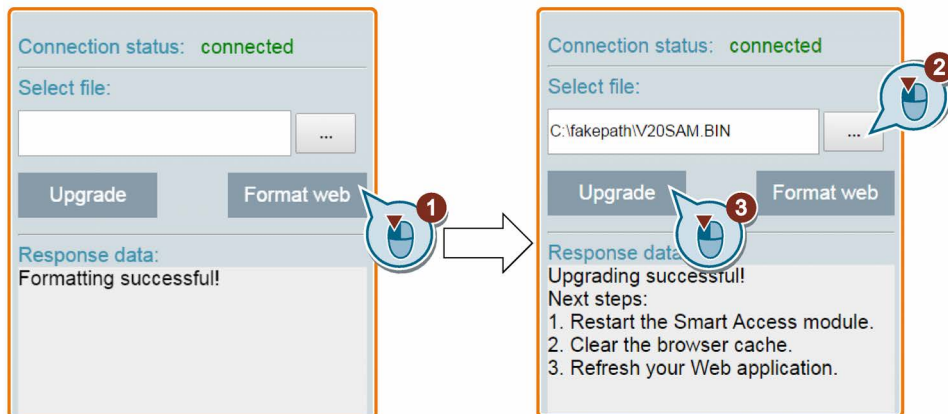 Connection status: connected
Select file:
...
Upgrade
Format web
1
Response data:
Formatting successful!
Connection status: connected
2
Select file:
C:\fakepath\V20SAM.BIN
...
Upgrade
Format web
3
Response data
Upgrading successful!
Next steps:
1. Restart the Smart Access module.
2. Clear the browser cache.
3. Refresh your Web application.